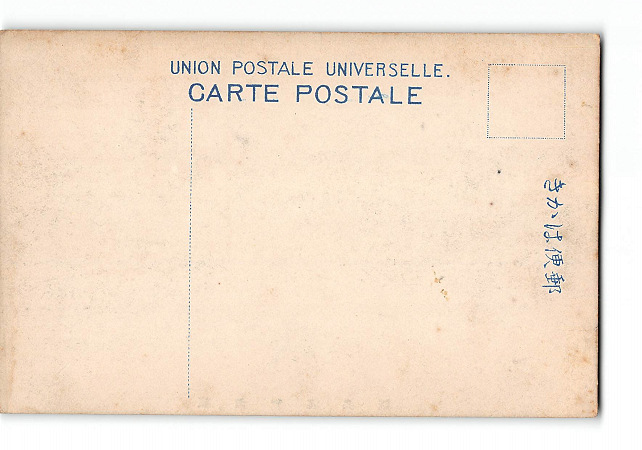 UNION POSTALE UNIVERSELLE.
CARTE POSTALE
郵便はかき